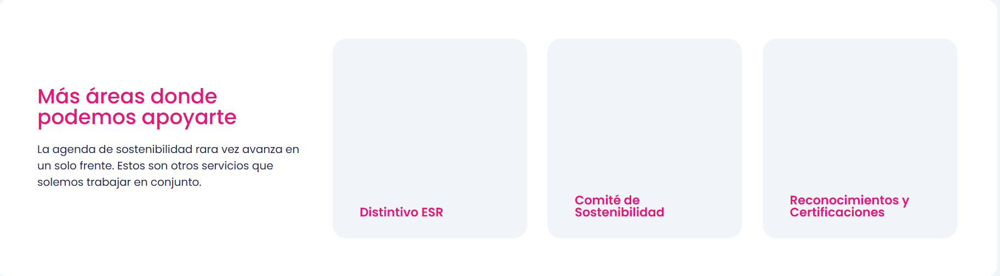 Más áreas donde
podemos apoyarte
La agenda de sostenibilidad rara vez avanza en
un solo frente. Estos son otros servicios que
solemos trabajar en conjunto.
Distintivo ESR
Comité de
Sostenibilidad
Reconocimientos y
Certificaciones